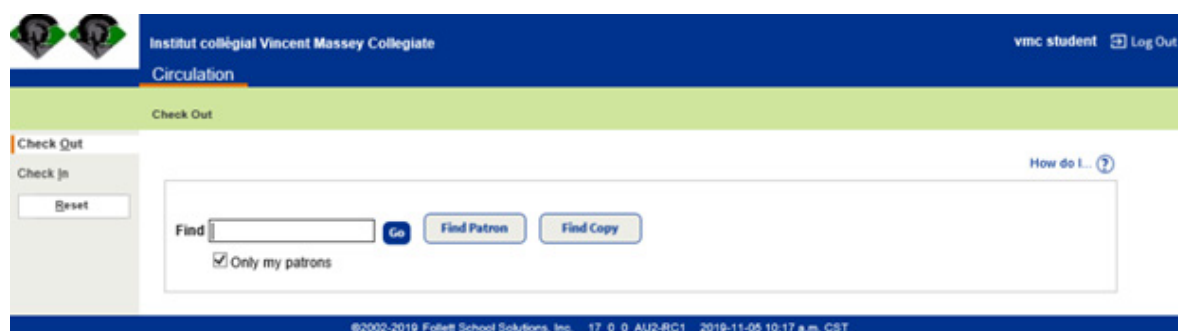 Institut collégial Vincent Massey Collegiate
vmc student Log Out
Circulation
Check Out
Check Out
How do I... ?
Check In
Reset
Find Go Find Patron Find Copy
Only my patrons
©2002-2019 Follett School Solutions, Inc. 17_0_0_AU2-RC1 2019-11-05 10:17 a.m. CST